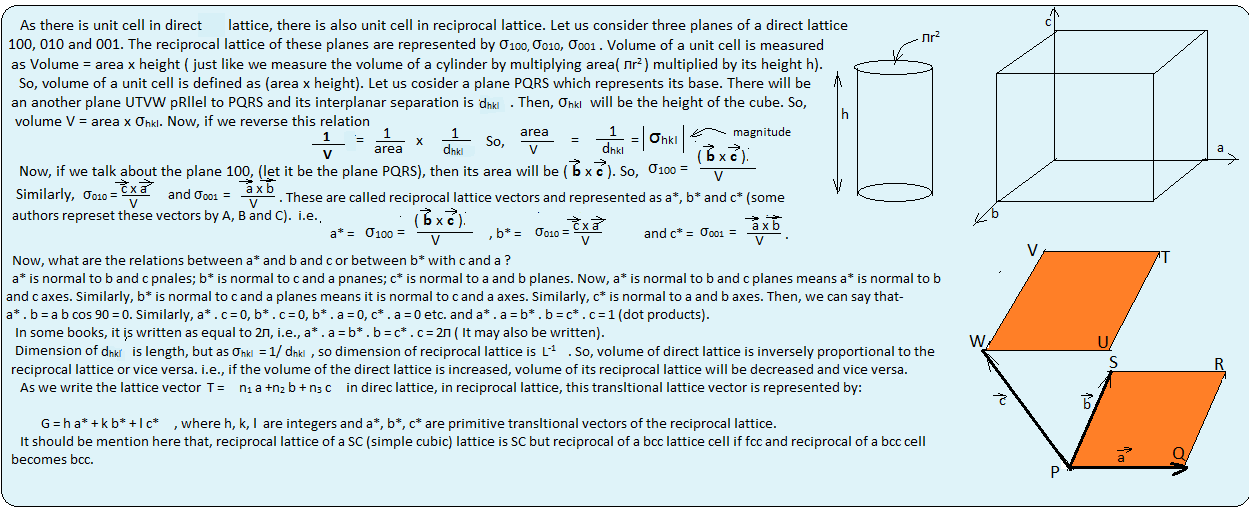 As there is unit cell in direct lattice, there is also unit cell in reciprocal lattice. Let us consider three planes of a direct lattice
100, 010 and 001. The reciprocal lattice of these planes are represented by σ100, σ010, σ001 . Volume of a unit cell is measured
as Volume = area x height ( just like we measure the volume of a cylinder by multiplying area( πr²) multiplied by its height h).
So, volume of a unit cell is defined as (area x height). Let us cosider a plane PQRS which represents its base. There will be
an another plane UTVW pRllel to PQRS and its interplanar separation is dhkl . Then, σhkl will be the height of the cube. So,
volume V = area x σhkl. Now, if we reverse this relation
1/V = 1/area x 1/dhkl So, area/V = 1/dhkl = |σhkl| magnitude
Now, if we talk about the plane 100, (let it be the plane PQRS), then its area will be (b⃗ x c⃗ ). So, σ100 = (b⃗ x c⃗ )./V
Similarly, σ010 = c⃗ x a⃗/V and σ001 = a⃗ x b⃗/V . These are called reciprocal lattice vectors and represented as a*, b* and c* (some
authors represet these vectors by A, B and C). i.e.
a* = σ100 = (b⃗ x c⃗ )./V , b* = σ010 = c⃗ x a⃗/V and c* = σ001 = a⃗ x b⃗/V .
Now, what are the relations between a* and b and c or between b* with c and a ?
a* is normal to b and c pnales; b* is normal to c and a pnanes; c* is normal to a and b planes. Now, a* is normal to b and c planes means a* is normal to b
and c axes. Similarly, b* is normal to c and a planes means it is normal to c and a axes. Similarly, c* is normal to a and b axes. Then, we can say that-
a* . b = a b cos 90 = 0. Similarly, a* . c = 0, b* . c = 0, b* . a = 0, c* . a = 0 etc. and a* . a = b* . b = c* . c = 1 (dot products).
In some books, it is written as equal to 2π, i.e., a* . a = b* . b = c* . c = 2π ( It may also be written).
Dimension of dhkl is length, but as σhkl = 1/ dhkl , so dimension of reciprocal lattice is L⁻¹ . So, volume of direct lattice is inversely proportional to the
reciprocal lattice or vice versa. i.e., if the volume of the direct lattice is increased, volume of its reciprocal lattice will be decreased and vice versa.
As we write the lattice vector T = n1 a +n2 b + n3 c in direc lattice, in reciprocal lattice, this transltional lattice vector is represented by:
G = h a* + k b* + l c* , where h, k, l are integers and a*, b*, c* are primitive transltional vectors of the reciprocal lattice.
It should be mention here that, reciprocal lattice of a SC (simple cubic) lattice is SC but reciprocal of a bcc lattice cell if fcc and reciprocal of a bcc cell
becomes bcc.
πr²
h
c
a
b
V
T
W
U
S
R
c⃗
b⃗
a⃗
Q
P